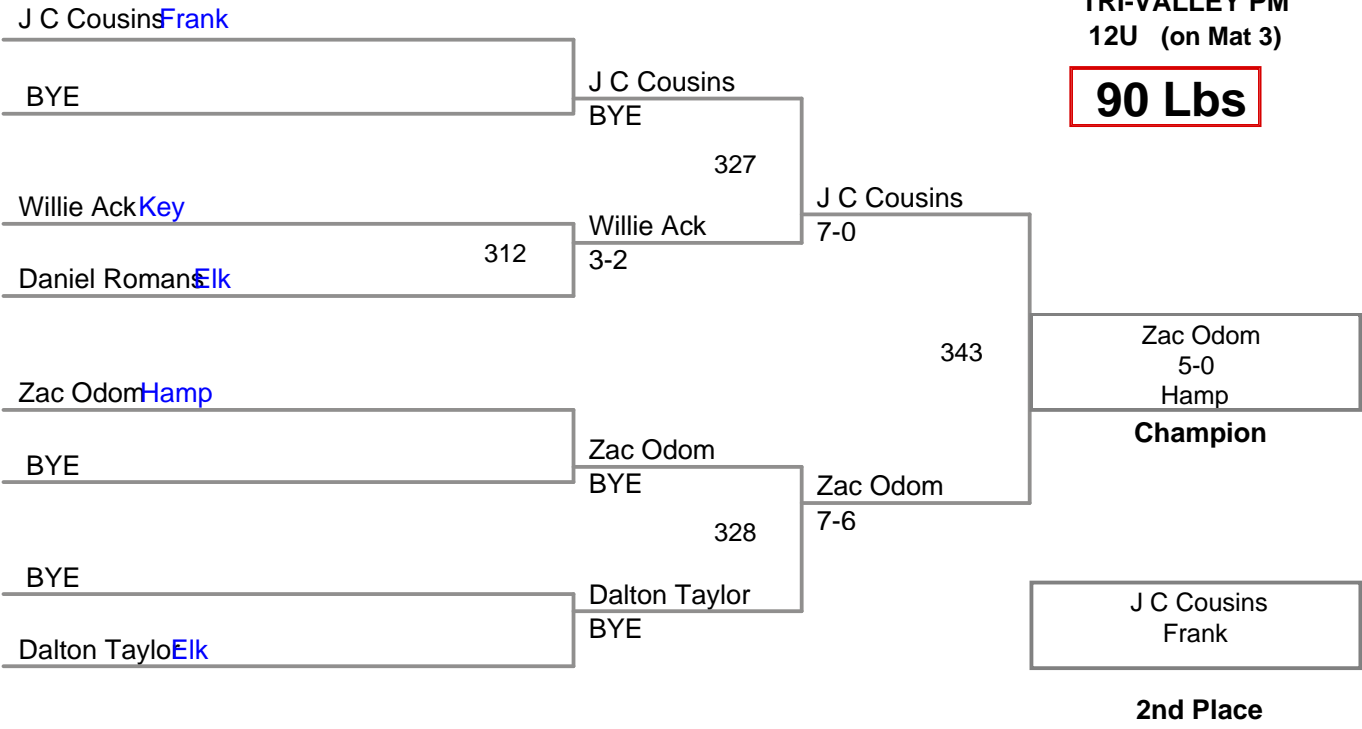 TRI-VALLEY PM
12U (on Mat 3)
90 Lbs
J C Cousins Frank
BYE
J C Cousins
BYE
327
Willie Ack Key
312
Daniel Romans Elk
Willie Ack
3-2
J C Cousins
7-0
343
Zac Odom Hamp
BYE
Zac Odom
BYE
328
BYE
Dalton Taylor Elk
Dalton Taylor
BYE
Zac Odom
7-6
Zac Odom
5-0
Hamp
Champion
J C Cousins
Frank
2nd Place